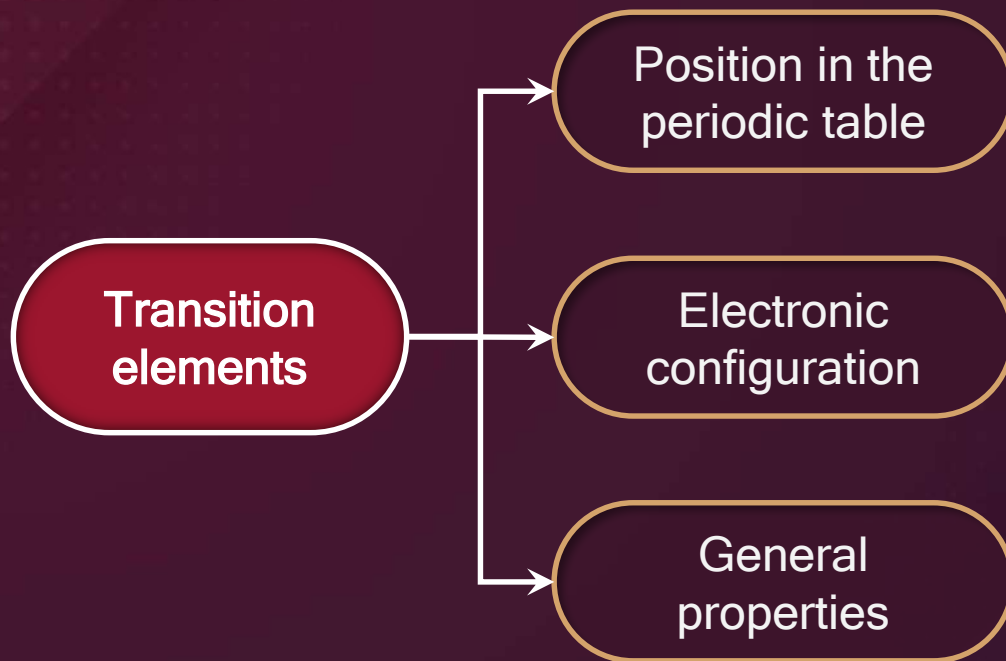 Position in the
periodic table
Transition
elements
Electronic
configuration
General
properties